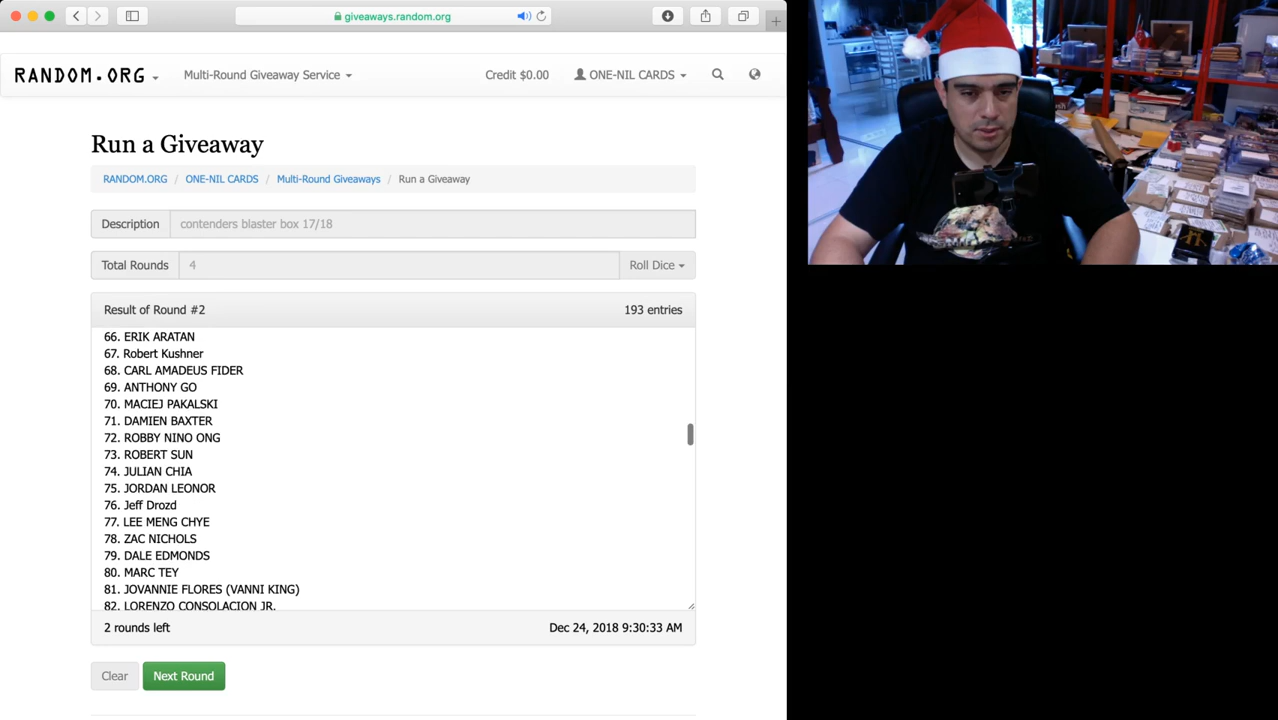 giveaways.random.org
RANDOM.ORG
Multi-Round Giveaway Service
Credit $0.00
ONE-NIL CARDS
Run a Giveaway
RANDOM.ORG / ONE-NIL CARDS / Multi-Round Giveaways / Run a Giveaway
Description contenders blaster box 17/18
Total Rounds 4 Roll Dice
Result of Round #2 193 entries
66. ERIK ARATAN
67. Robert Kushner
68. CARL AMADEUS FIDER
69. ANTHONY GO
70. MACIEJ PAKALSKI
71. DAMIEN BAXTER
72. ROBBY NINO ONG
73. ROBERT SUN
74. JULIAN CHIA
75. JORDAN LEONOR
76. Jeff Drozd
77. LEE MENG CHYE
78. ZAC NICHOLS
79. DALE EDMONDS
80. MARC TEY
81. JOVANNIE FLORES (VANNI KING)
82. LORENZO CONSOLACION JR.
2 rounds left Dec 24, 2018 9:30:33 AM
Clear Next Round